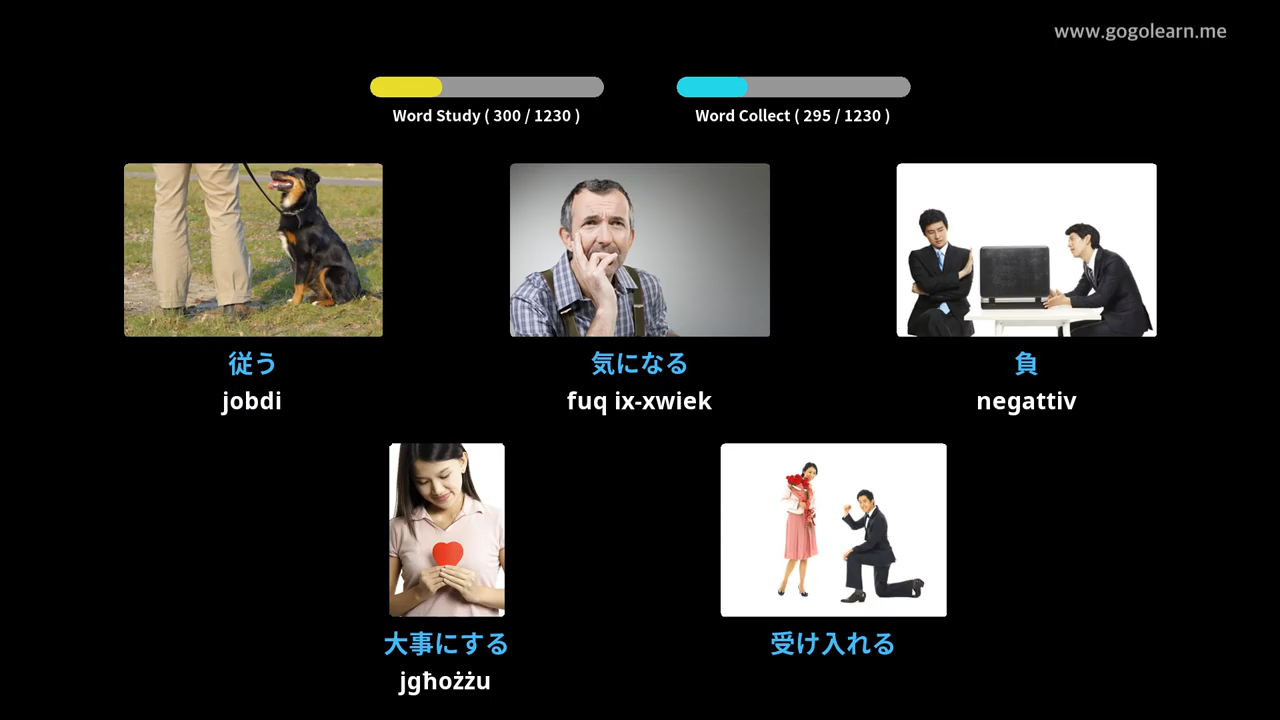 www.gogolearn.me
Word Study ( 300 / 1230 )
Word Collect ( 295 / 1230 )
従う
jobdi
気になる
fuq ix-xwiek
負
negattiv
大事にする
jgħożżu
受け入れる